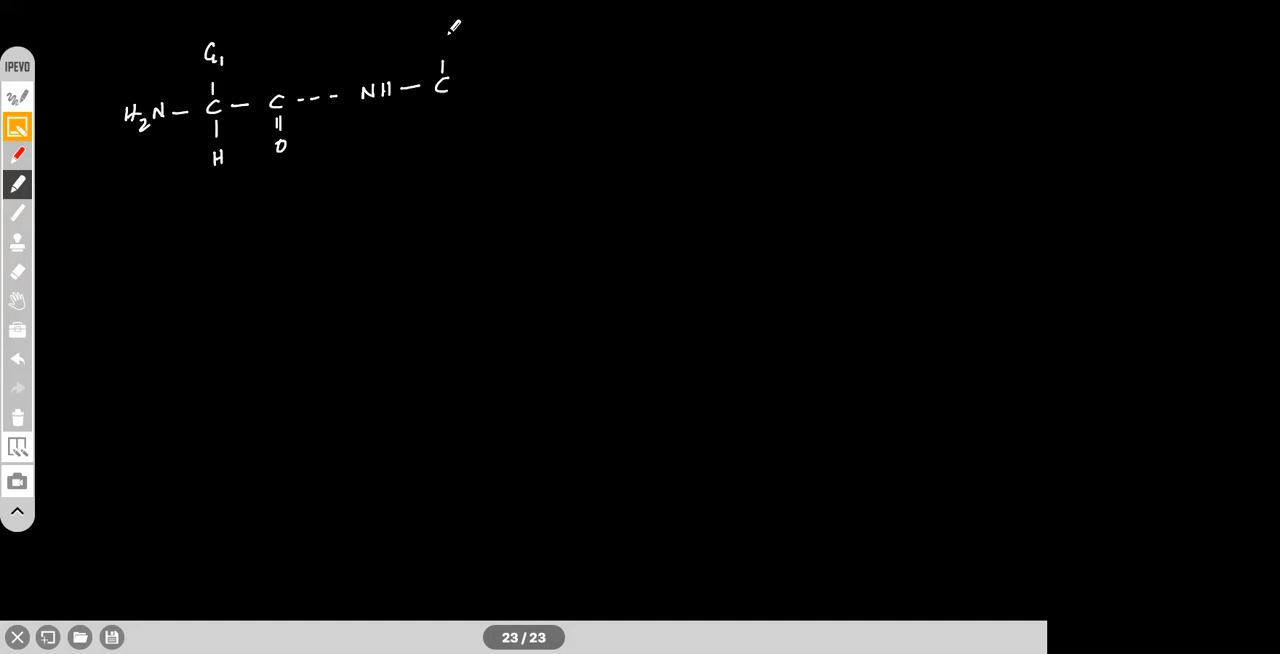 IPEVO
G1
H2N - C - C --- NH - C
H
O
23 / 23